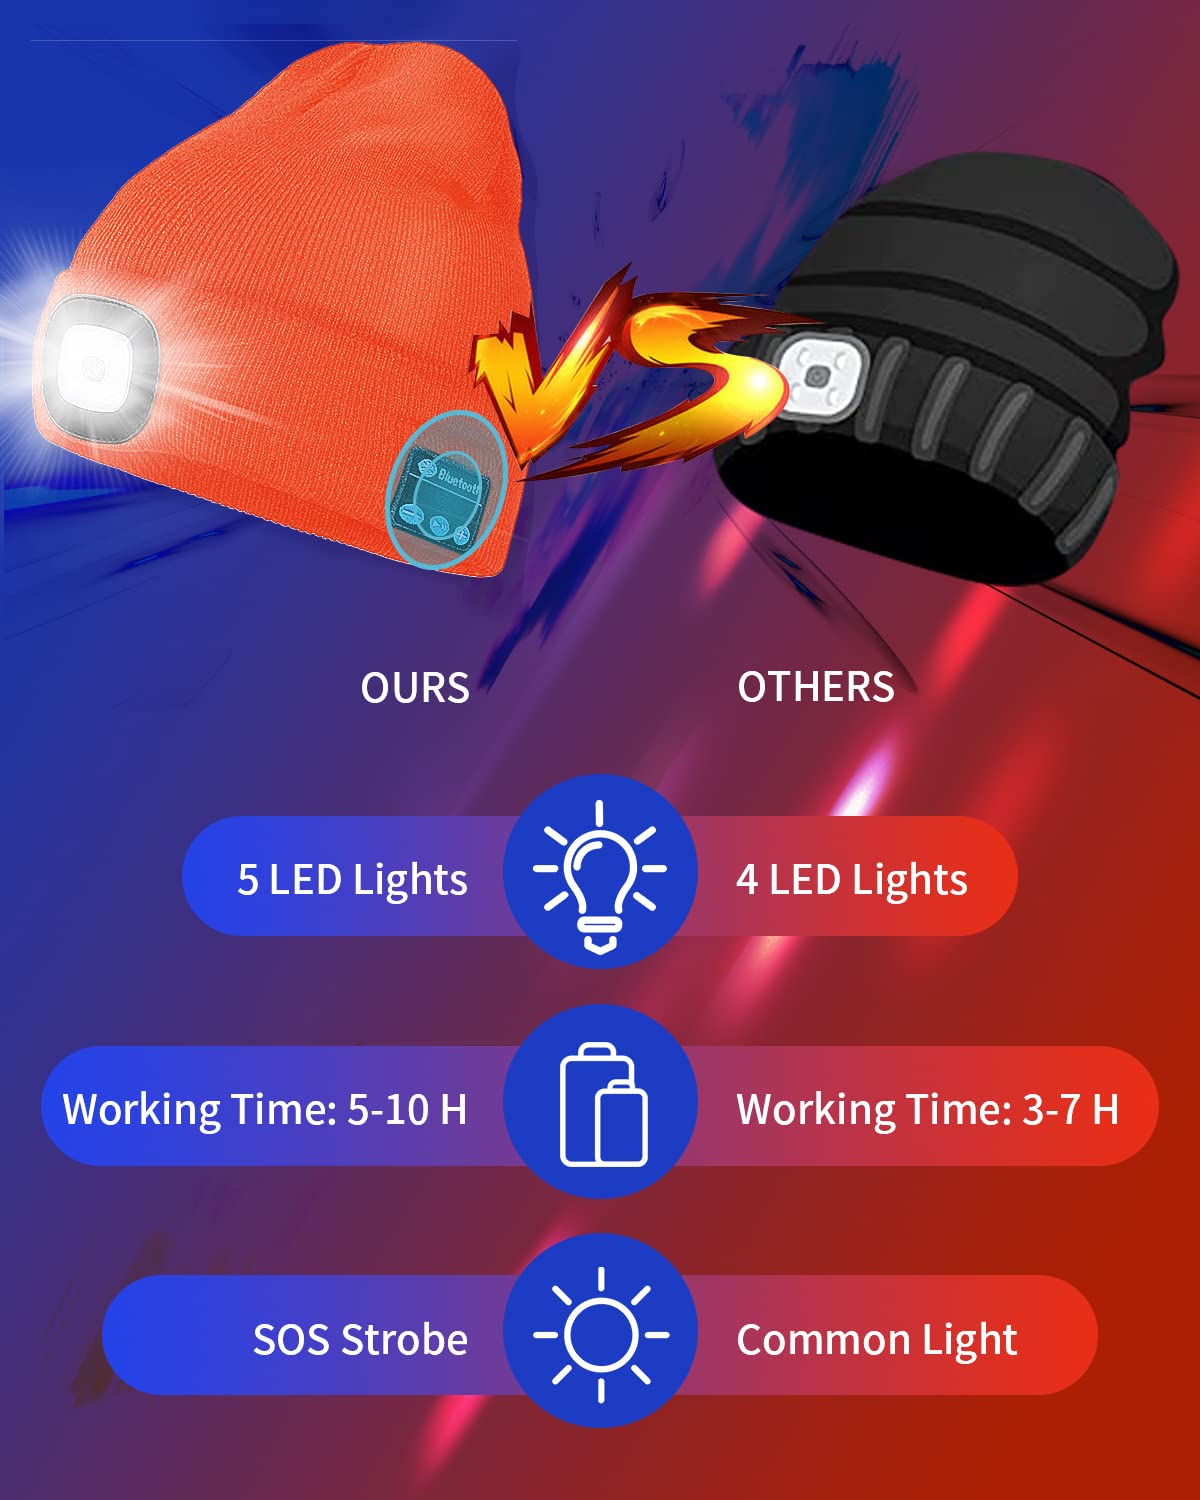 VS
Bluetooth
OURS
OTHERS
5 LED Lights
4 LED Lights
Working Time: 5-10 H
Working Time: 3-7 H
SOS Strobe
Common Light